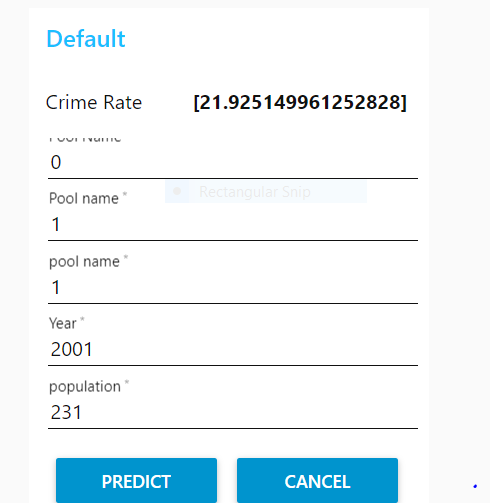 Default
Crime Rate [21.925149961252828]
Pool Name
0
Pool name *
Rectangular Snip
1
pool name *
1
Year *
2001
population *
231
PREDICT CANCEL